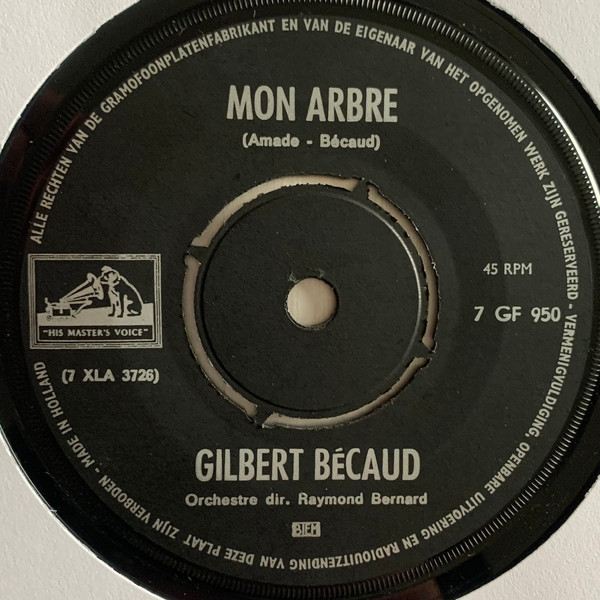 ALLE RECHTEN VAN DE GRAMOFOONPLATENFABRIKANT EN VAN DE EIGENAAR VAN HET OPGENOMEN WERK ZIJN GERESERVEERD - VERMENIGVULDIGING, OPENBARE UITVOERING EN RADIOUITZENDING VAN DEZE PLAAT ZIJN VERBODEN - MADE IN HOLLAND
MON ARBRE
(Amade - Bécaud)
45 RPM
7 GF 950
"HIS MASTER'S VOICE"
(7 XLA 3726)
GILBERT BÉCAUD
Orchestre dir. Raymond Bernard
BIEM